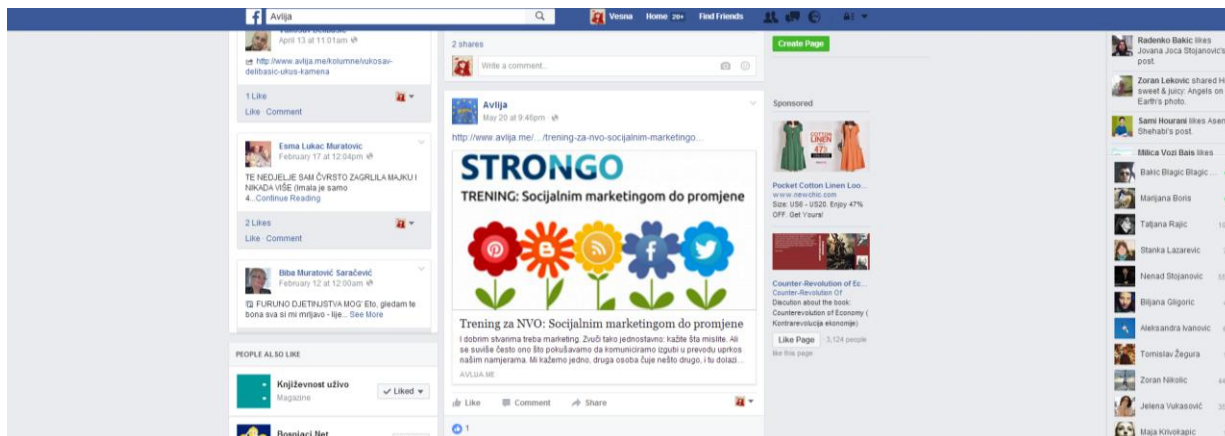 Avlija
Vesna Home 20+ Find Friends
April 13 at 11:01am
http://www.avlija.me/kolumne/vukosav-
delibasic-ukus-kamena
1 Like
Like · Comment
Esma Lukac Muratovic
February 17 at 12:04pm
TE NEDJELJE SAM ČVRSTO ZAGRLILA MAJKU I
NIKADA VIŠE (Imala je samo
4...Continue Reading
2 Likes
Like · Comment
Biba Muratović Saračević
February 12 at 12:00am
FURUNO DJETINJSTVA MOG' Eto, gledam te
bona sva si mi mrljavo - lije... See More
PEOPLE ALSO LIKE
Književnost uživo
Magazine
Liked
Bosnjaci.Net
2 shares
Write a comment...
Avlija
May 20 at 9:46pm
http://www.avlija.me/.../trening-za-nvo-socijalnim-marketingo...
STRONGO
TRENING: Socijalnim marketingom do promjene
Trening za NVO: Socijalnim marketingom do promjene
I dobrim stvarima treba marketing. Zvuči tako jednostavno: kažite šta mislite. Ali
se suviše često ono što pokušavamo da komuniciramo izgubi u prevodu uprkos
našim namjerama. Mi kažemo jedno, druga osoba čuje nešto drugo, i tu dolazi...
AVLIJA.ME
Like Comment Share
1
Create Page
Sponsored
COTTON
LINEN
47%
Pocket Cotton Linen Loo...
www.newchic.com
Size: US6 - US20. Enjoy 47%
OFF. Get Yours!
Counter-Revolution of Ec...
Counter-Revolution Of
Discution about the book:
Counterevolution of Economy (
Kontrarevolucija ekonomije)
Like Page · 3,124 people
like this page
Radenko Bakic likes
Jovana Joca Stojanović's
post.
Zoran Lekovic shared H
sweet & juicy: Angels on
Earth's photo.
Sami Hourani likes Asem
Shehabi's post.
Milica Vozi Bais likes
Bakic Blagic Blagic ...
Marijana Boris
Tatjana Rajic
Stanka Lazarevic
Nenad Stojanovic
Biljana Gligoric
Aleksandra Ivanovic
Tomislav Žegura
Zoran Nikolic
Jelena Vukasović
Maja Krivokapic